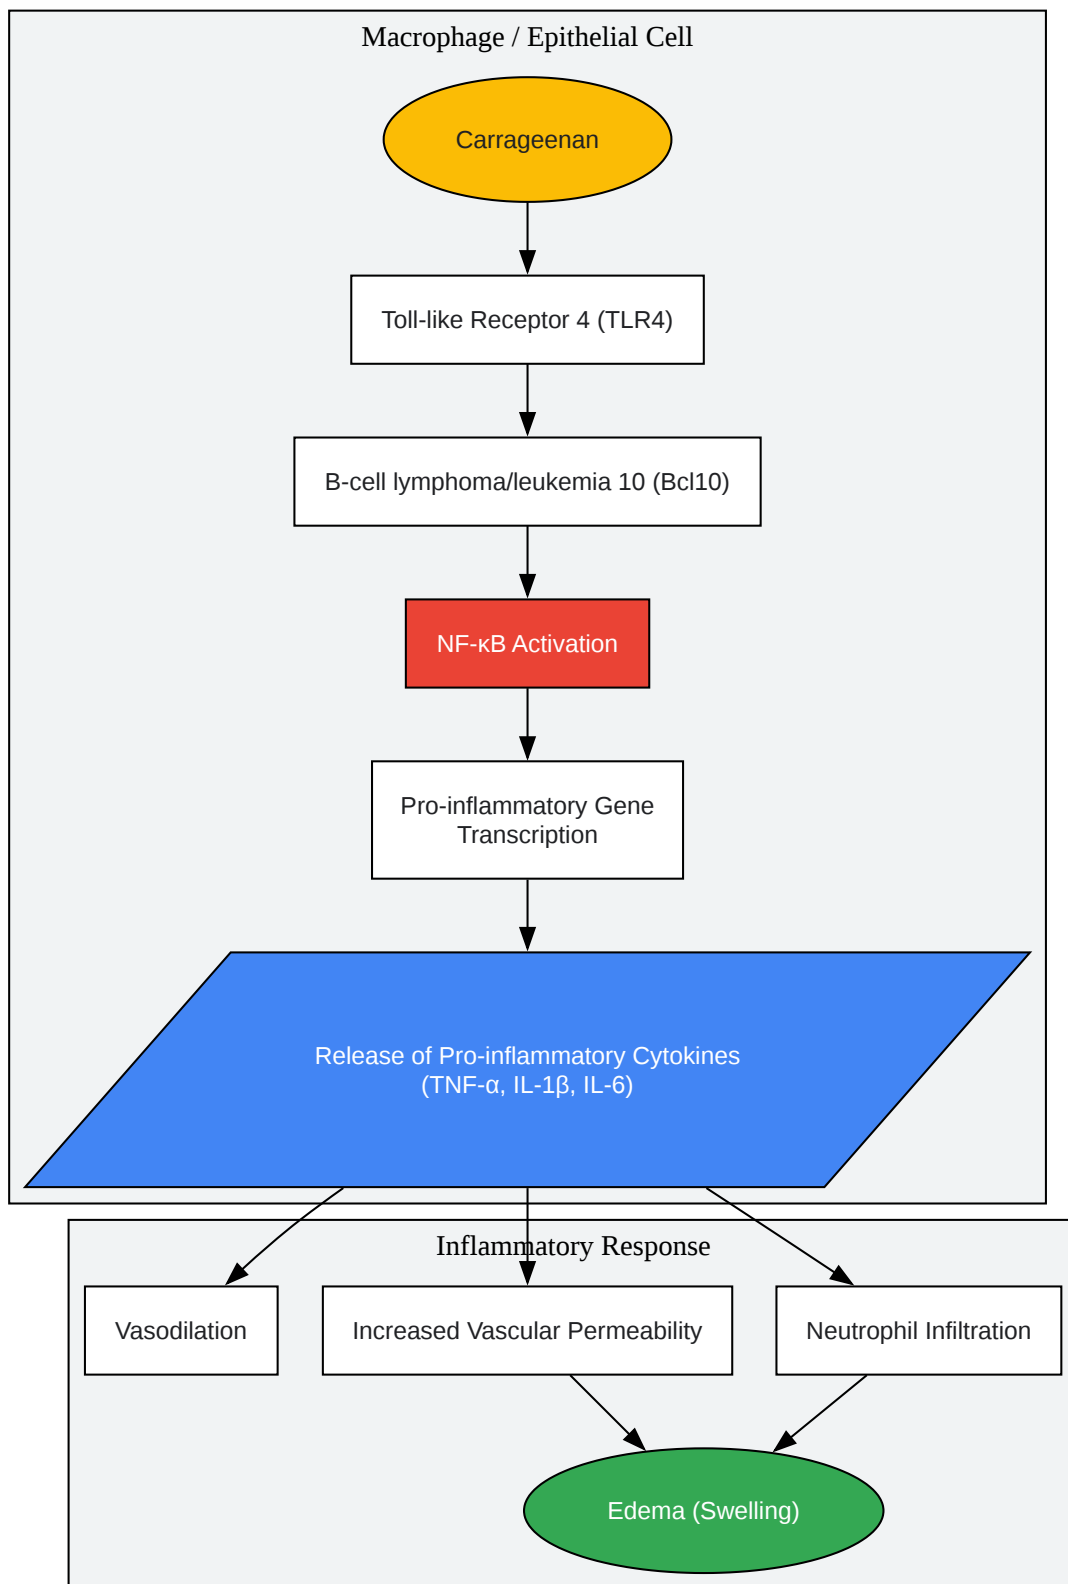 Macrophage / Epithelial Cell
Carrageenan
Toll-like Receptor 4 (TLR4)
B-cell lymphoma/leukemia 10 (Bcl10)
NF-κB Activation
Pro-inflammatory Gene
Transcription
Release of Pro-inflammatory Cytokines
(TNF-α, IL-1β, IL-6)
Inflammatory Response
Vasodilation
Increased Vascular Permeability
Neutrophil Infiltration
Edema (Swelling)